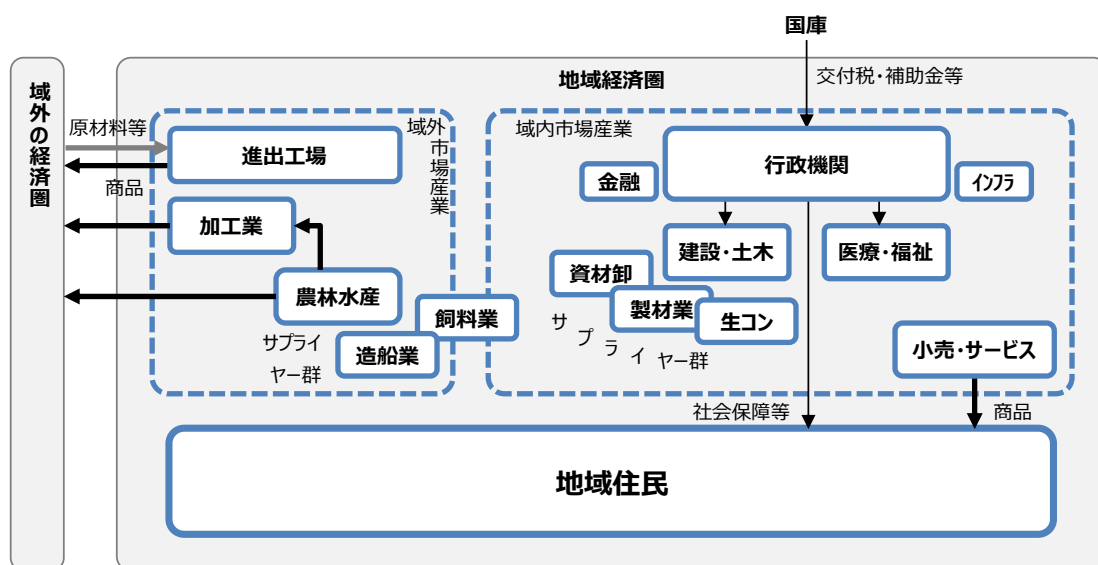 国庫
交付税・補助金等
地域経済圏
域外の経済圏
原材料等
商品
域外市場産業
進出工場
加工業
農林水産
サプライ
ヤー群
造船業
飼料業
域内市場産業
行政機関
金融
インフラ
建設・土木
医療・福祉
資材卸
製材業
生コン
サプライヤー群
小売・サービス
社会保障等
商品
地域住民